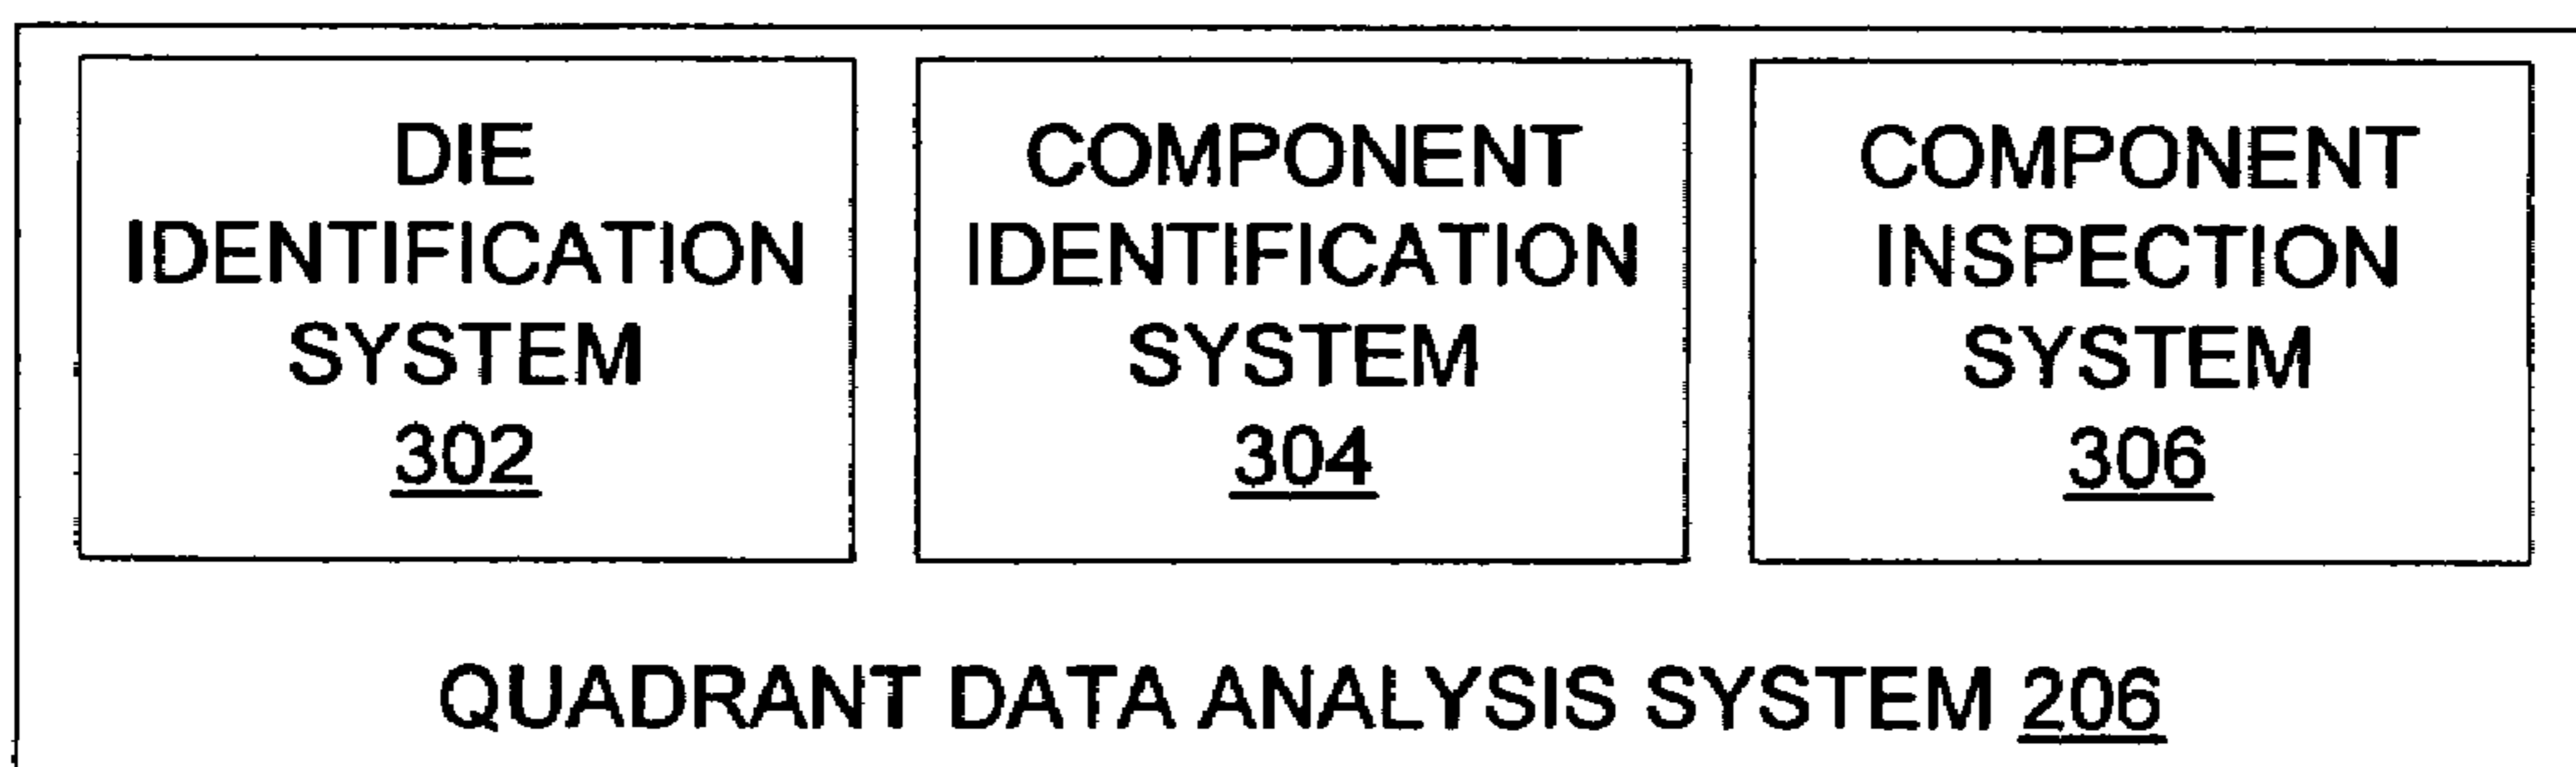 DIE
IDENTIFICATION
SYSTEM
302
COMPONENT
IDENTIFICATION
SYSTEM
304
COMPONENT
INSPECTION
SYSTEM
306
QUADRANT DATA ANALYSIS SYSTEM 206